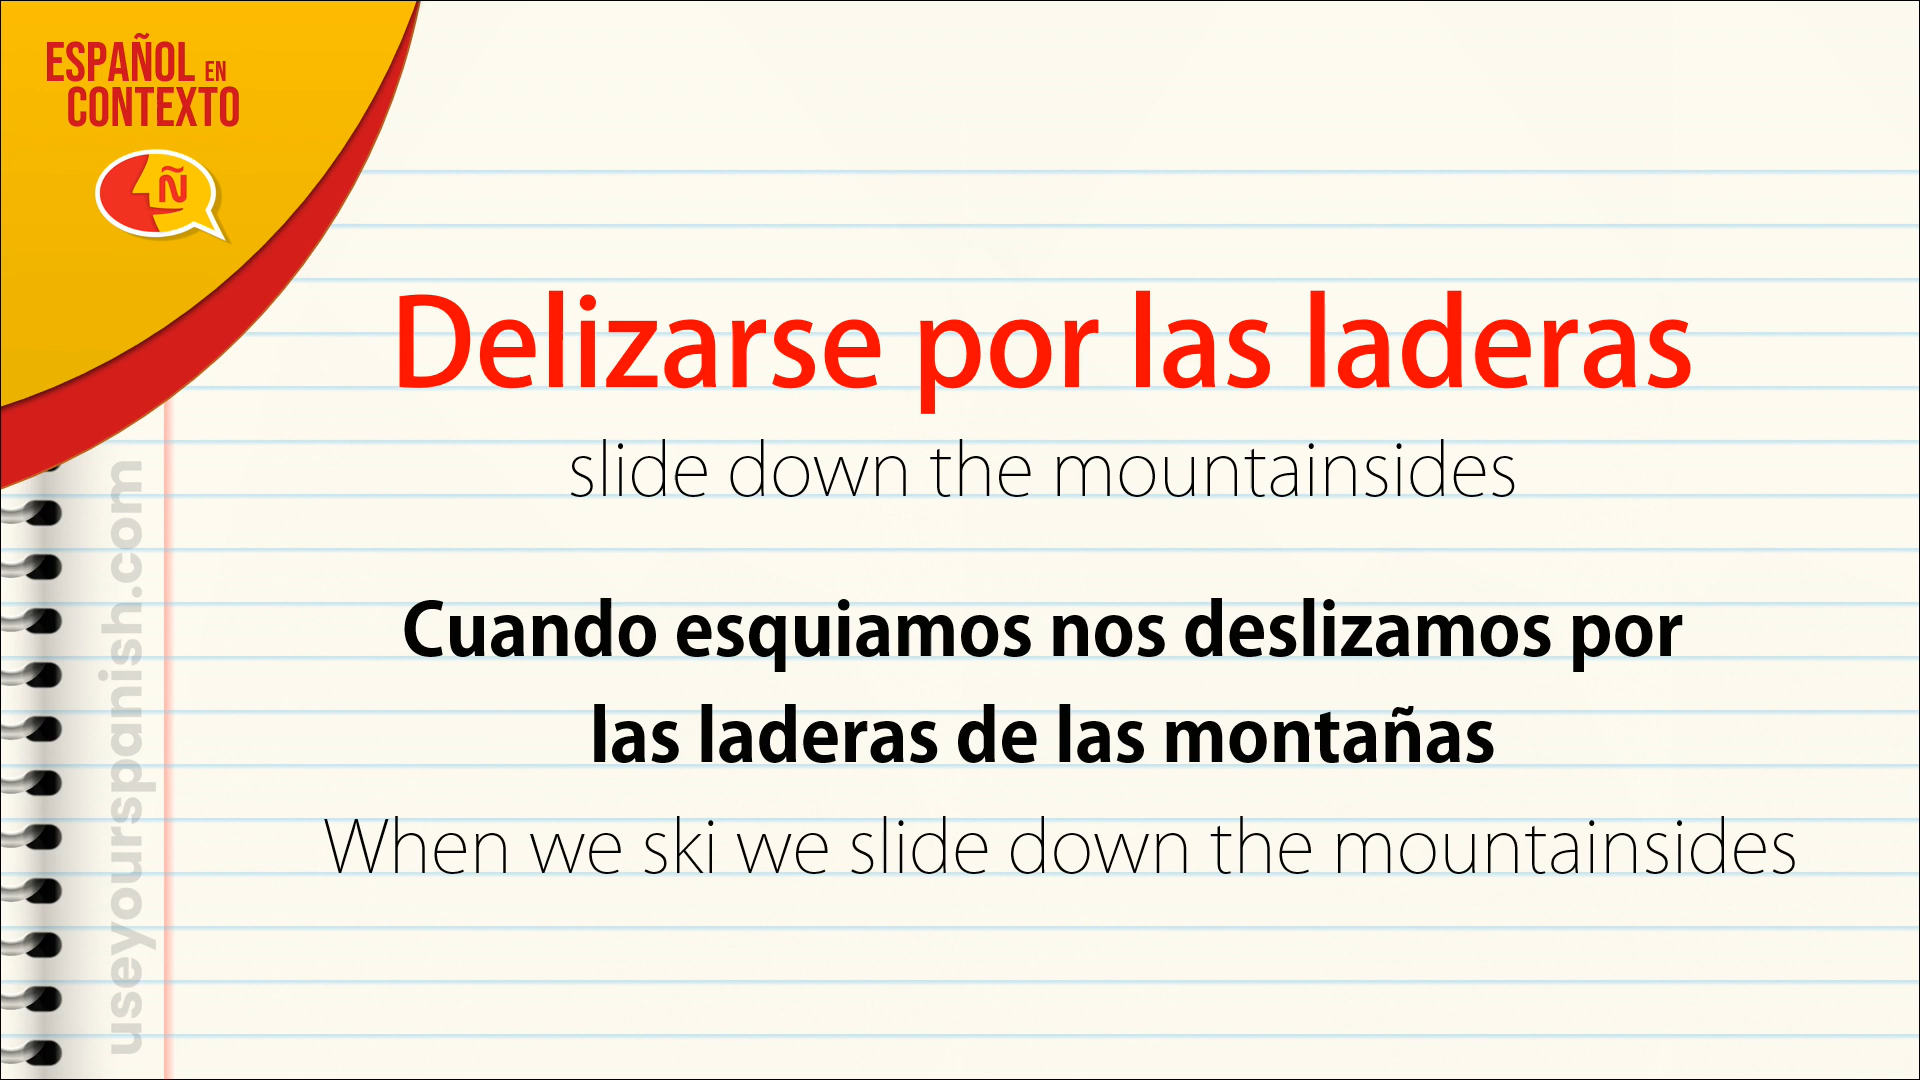 ESPAÑOL EN
CONTEXTO
Ñ
Delizarse por las laderas
slide down the mountainsides
Cuando esquiamos nos deslizamos por
las laderas de las montañas
When we ski we slide down the mountainsides
useyourspanish.com